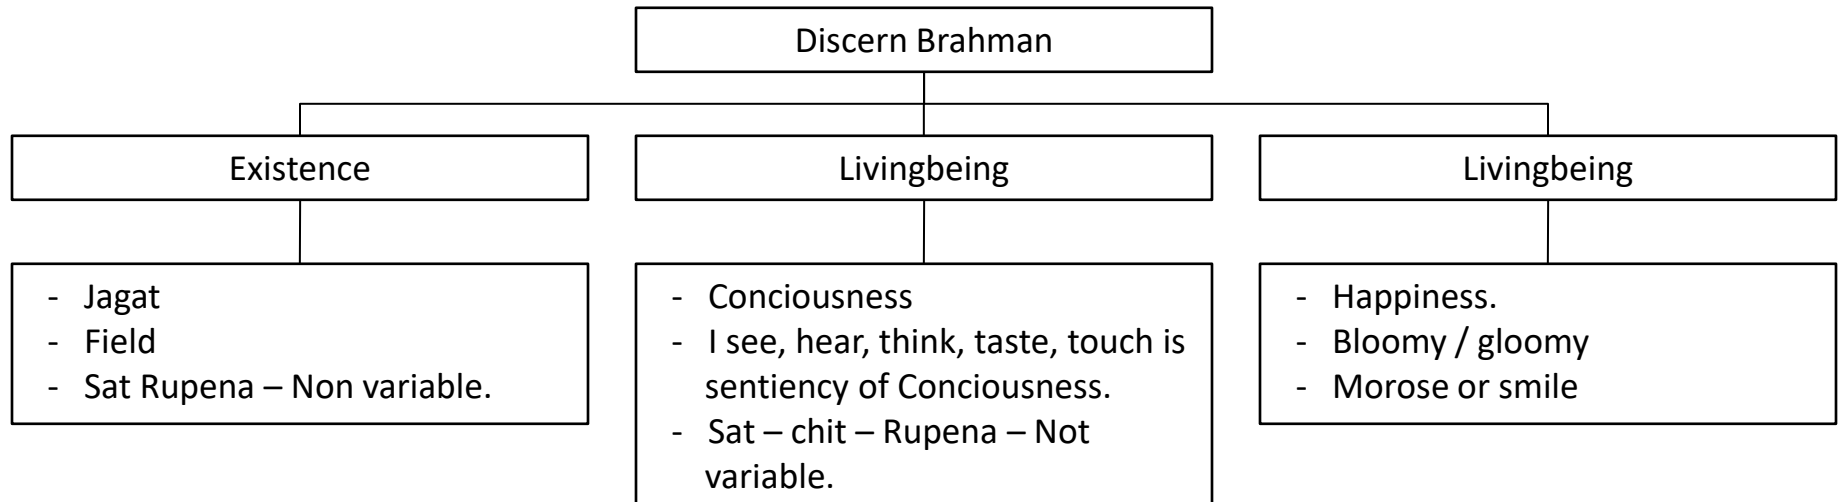 Discern Brahman
Existence
Livingbeing
Livingbeing
- Jagat
- Field
- Sat Rupena – Non variable.
- Conciousness
- I see, hear, think, taste, touch is
sentiency of Conciousness.
- Sat – chit – Rupena – Not
variable.
- Happiness.
- Bloomy / gloomy
- Morose or smile